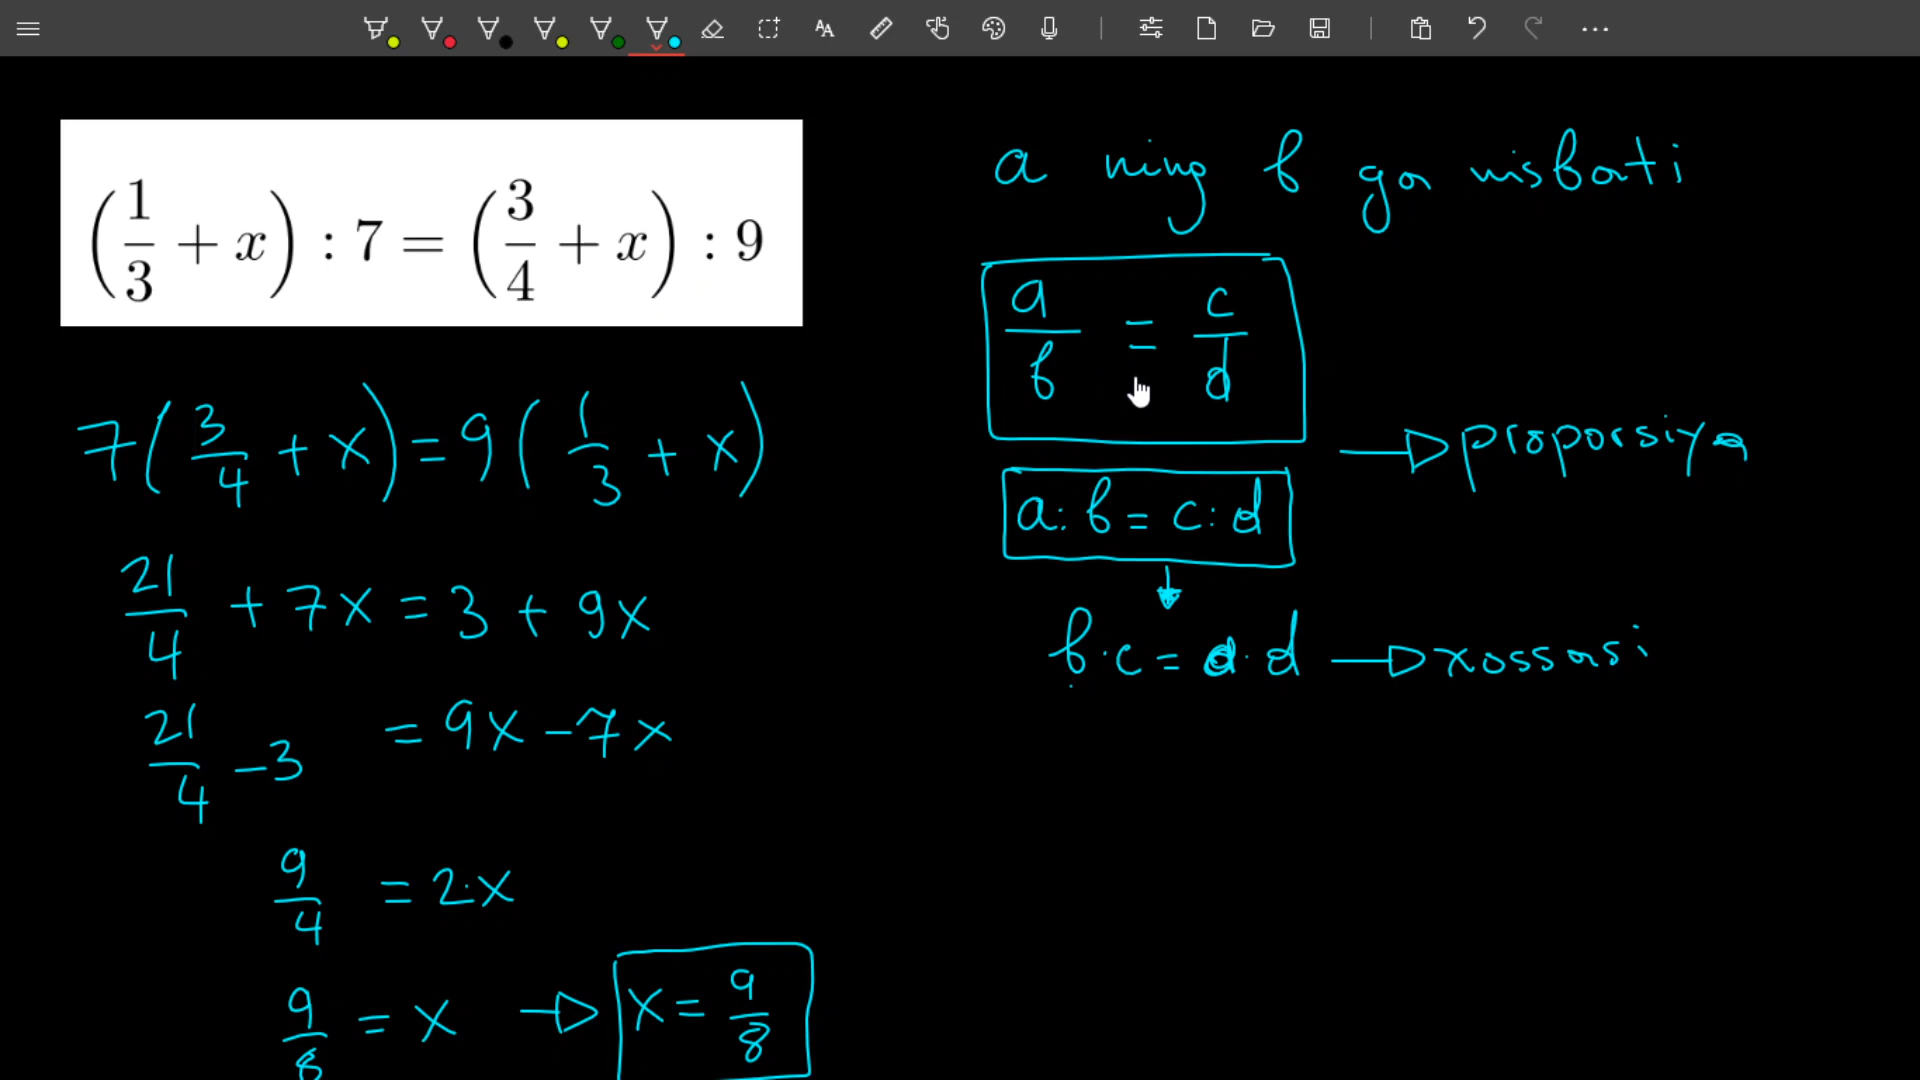 (1/3 + x) : 7 = (3/4 + x) : 9
7(3/4 + x) = 9(1/3 + x)
21/4 + 7x = 3 + 9x
21/4 - 3 = 9x - 7x
9/4 = 2·x
9/8 = x → x = 9/8
a ning b ga nisbati
a/b = c/d
→ proporsiya
a : b = c : d
b · c = a · d → xossasi